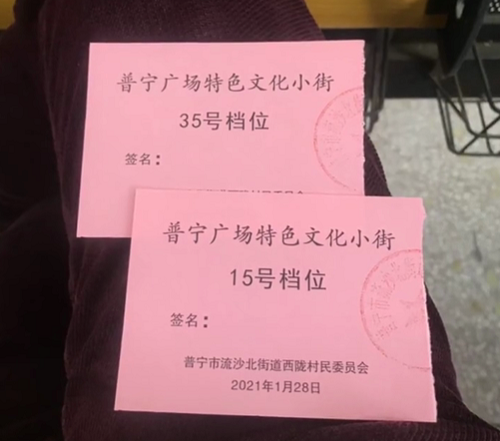 普宁广场特色文化小街
35号档位
签名：
普宁广场特色文化小街
15号档位
签名：
普宁市流沙北街道西陇村民委员会
2021年1月28日